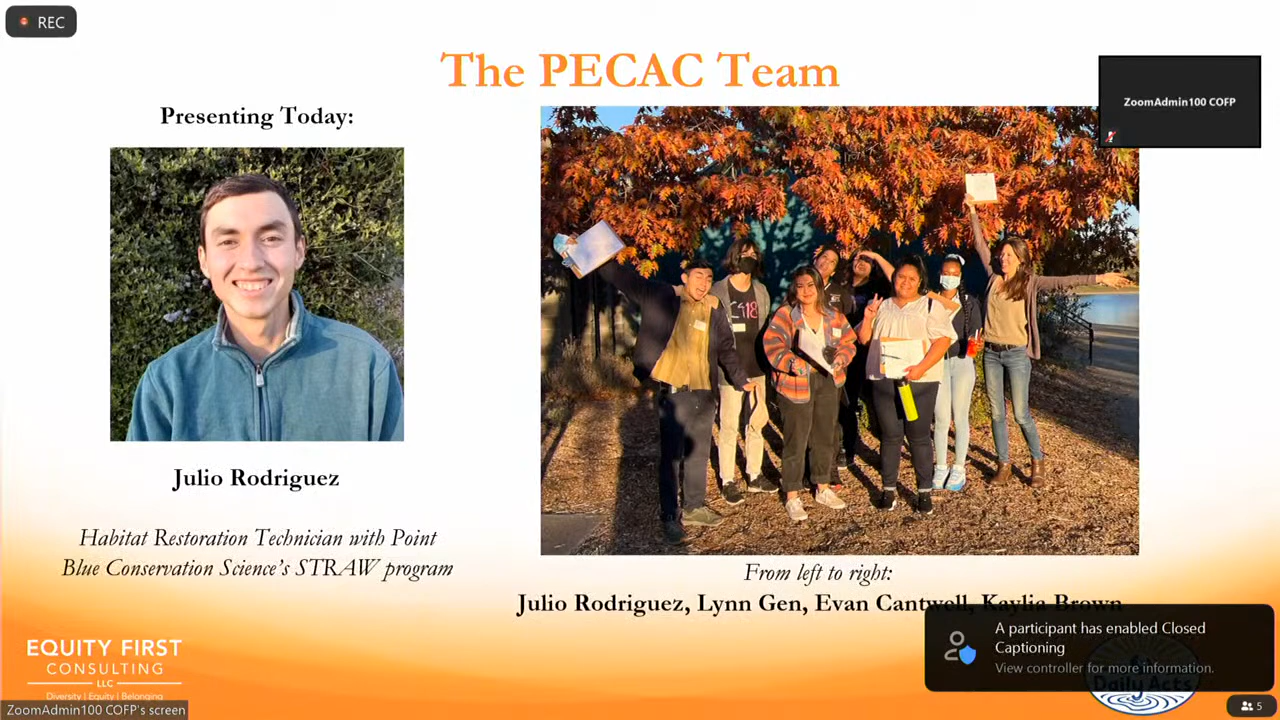 REC
The PECAC Team
ZoomAdmin100 COFP
Presenting Today:
Julio Rodriguez
Habitat Restoration Technician with Point
Blue Conservation Science's STRAW program
From left to right:
Julio Rodriguez, Lynn Gen, Evan Cantwell, Kaylia Brown
A participant has enabled Closed
Captioning
View controller for more information.
EQUITY FIRST
CONSULTING
LLC
Diversity | Equity | Belonging
Daily Acts
ZoomAdmin100 COFP's screen
5